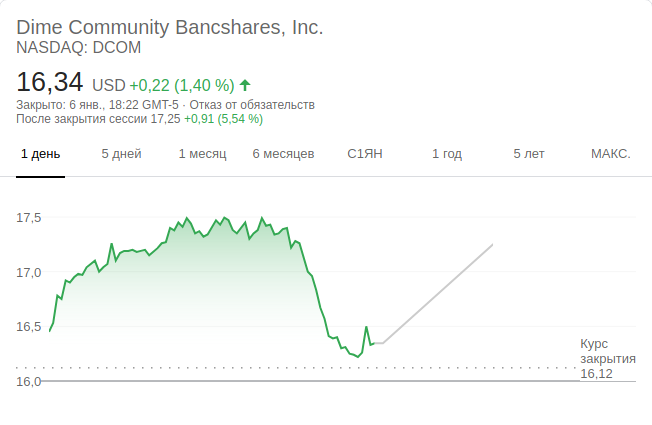 Dime Community Bancshares, Inc.
NASDAQ: DCOM
16,34 USD +0,22 (1,40 %)
Закрыто: 6 янв., 18:22 GMT-5 · Отказ от обязательств
После закрытия сессии 17,25 +0,91 (5,54 %)
1 день 5 дней 1 месяц 6 месяцев С1ЯН 1 год 5 лет МАКС.
17,5
17,0
16,5
Курс
закрытия
16,12
16,0